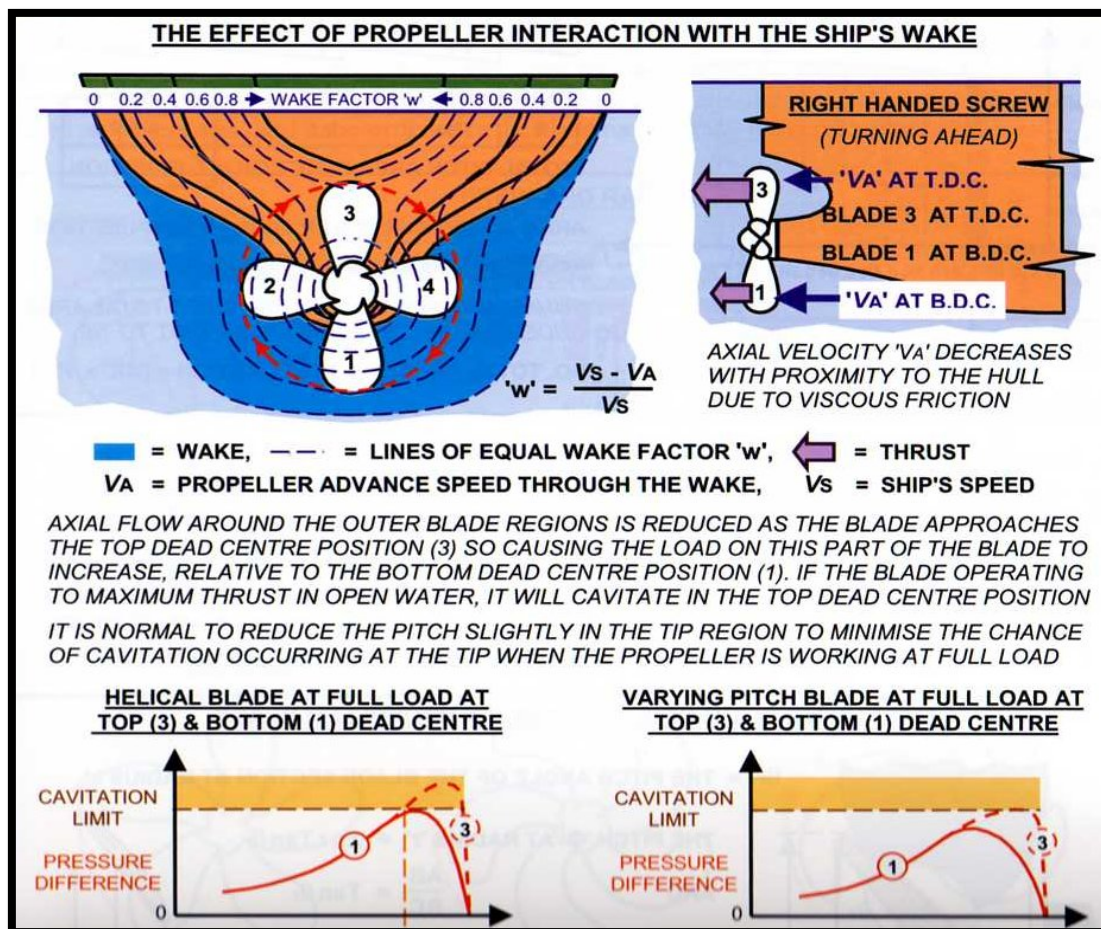 THE EFFECT OF PROPELLER INTERACTION WITH THE SHIP'S WAKE
0 0.2 0.4 0.6 0.8 WAKE FACTOR 'w' 0.8 0.6 0.4 0.2 0
3
2
4
1
'w' = VS - VA
VS
RIGHT HANDED SCREW
(TURNING AHEAD)
'VA' AT T.D.C.
3
BLADE 3 AT T.D.C.
BLADE 1 AT B.D.C.
1
'VA' AT B.D.C.
AXIAL VELOCITY 'VA' DECREASES
WITH PROXIMITY TO THE HULL
DUE TO VISCOUS FRICTION
= WAKE, = LINES OF EQUAL WAKE FACTOR 'w', = THRUST
VA = PROPELLER ADVANCE SPEED THROUGH THE WAKE, VS = SHIP'S SPEED
AXIAL FLOW AROUND THE OUTER BLADE REGIONS IS REDUCED AS THE BLADE APPROACHES
THE TOP DEAD CENTRE POSITION (3) SO CAUSING THE LOAD ON THIS PART OF THE BLADE TO
INCREASE, RELATIVE TO THE BOTTOM DEAD CENTRE POSITION (1). IF THE BLADE OPERATING
TO MAXIMUM THRUST IN OPEN WATER, IT WILL CAVITATE IN THE TOP DEAD CENTRE POSITION
IT IS NORMAL TO REDUCE THE PITCH SLIGHTLY IN THE TIP REGION TO MINIMISE THE CHANCE
OF CAVITATION OCCURRING AT THE TIP WHEN THE PROPELLER IS WORKING AT FULL LOAD
HELICAL BLADE AT FULL LOAD AT
TOP (3) & BOTTOM (1) DEAD CENTRE
CAVITATION
LIMIT
PRESSURE
DIFFERENCE
0
1
3
VARYING PITCH BLADE AT FULL LOAD AT
TOP (3) & BOTTOM (1) DEAD CENTRE
CAVITATION
LIMIT
PRESSURE
DIFFERENCE
0
1
3